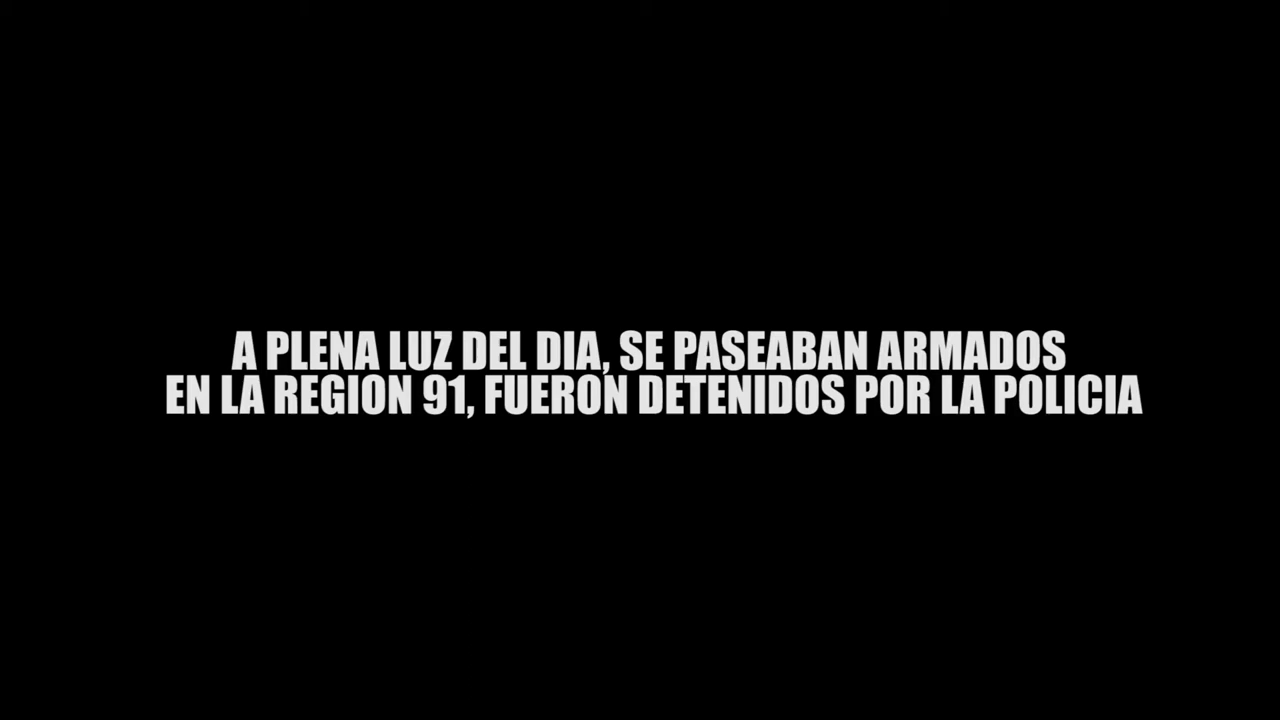 A PLENA LUZ DEL DIA, SE PASEABAN ARMADOS
EN LA REGION 91, FUERON DETENIDOS POR LA POLICIA